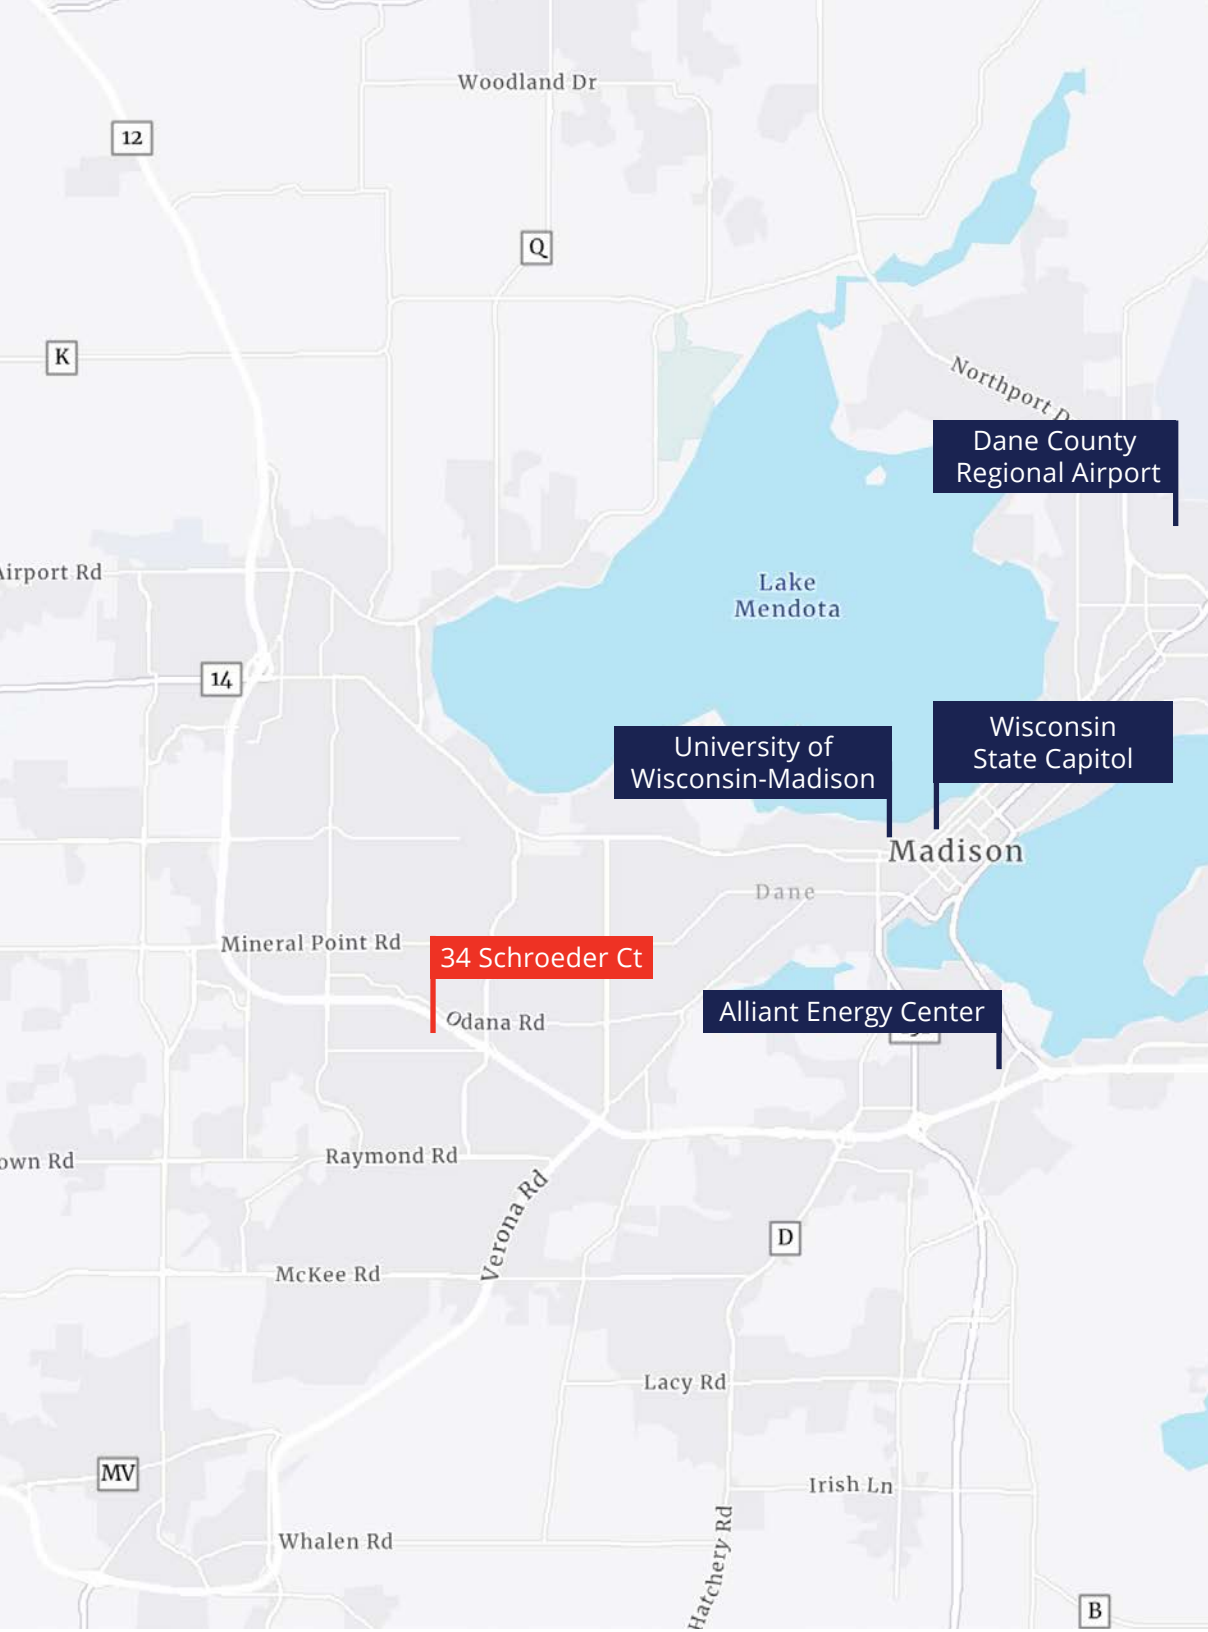 Woodland Dr
12
Q
K
Northport D
Dane County
Regional Airport
Airport Rd
Lake
Mendota
14
Wisconsin
State Capitol
University of
Wisconsin-Madison
Madison
Dane
Mineral Point Rd
34 Schroeder Ct
Alliant Energy Center
Odana Rd
Raymond Rd
own Rd
Verona Rd
D
McKee Rd
Lacy Rd
MV
Irish Ln
Hatchery Rd
Whalen Rd
B